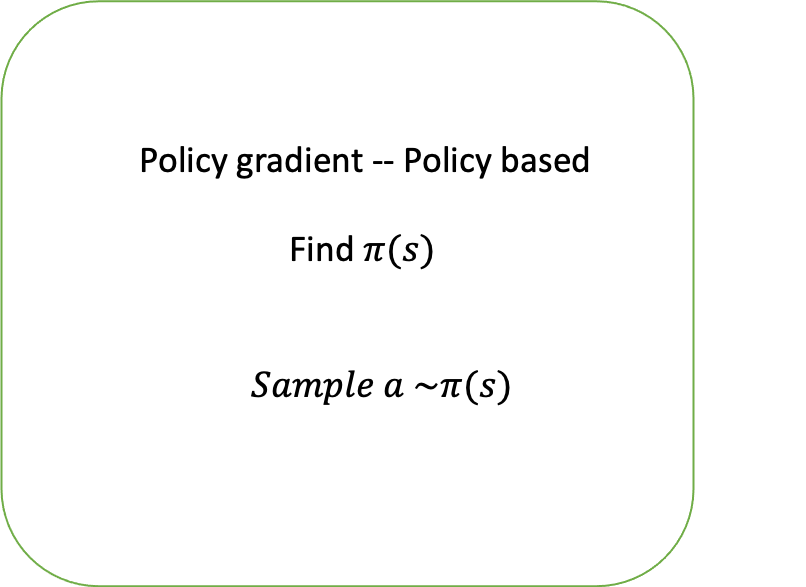 Policy gradient -- Policy based
Find 𝜋(𝑠)
𝑆𝑎𝑚𝑝𝑙𝑒 𝑎 ~𝜋(𝑠)